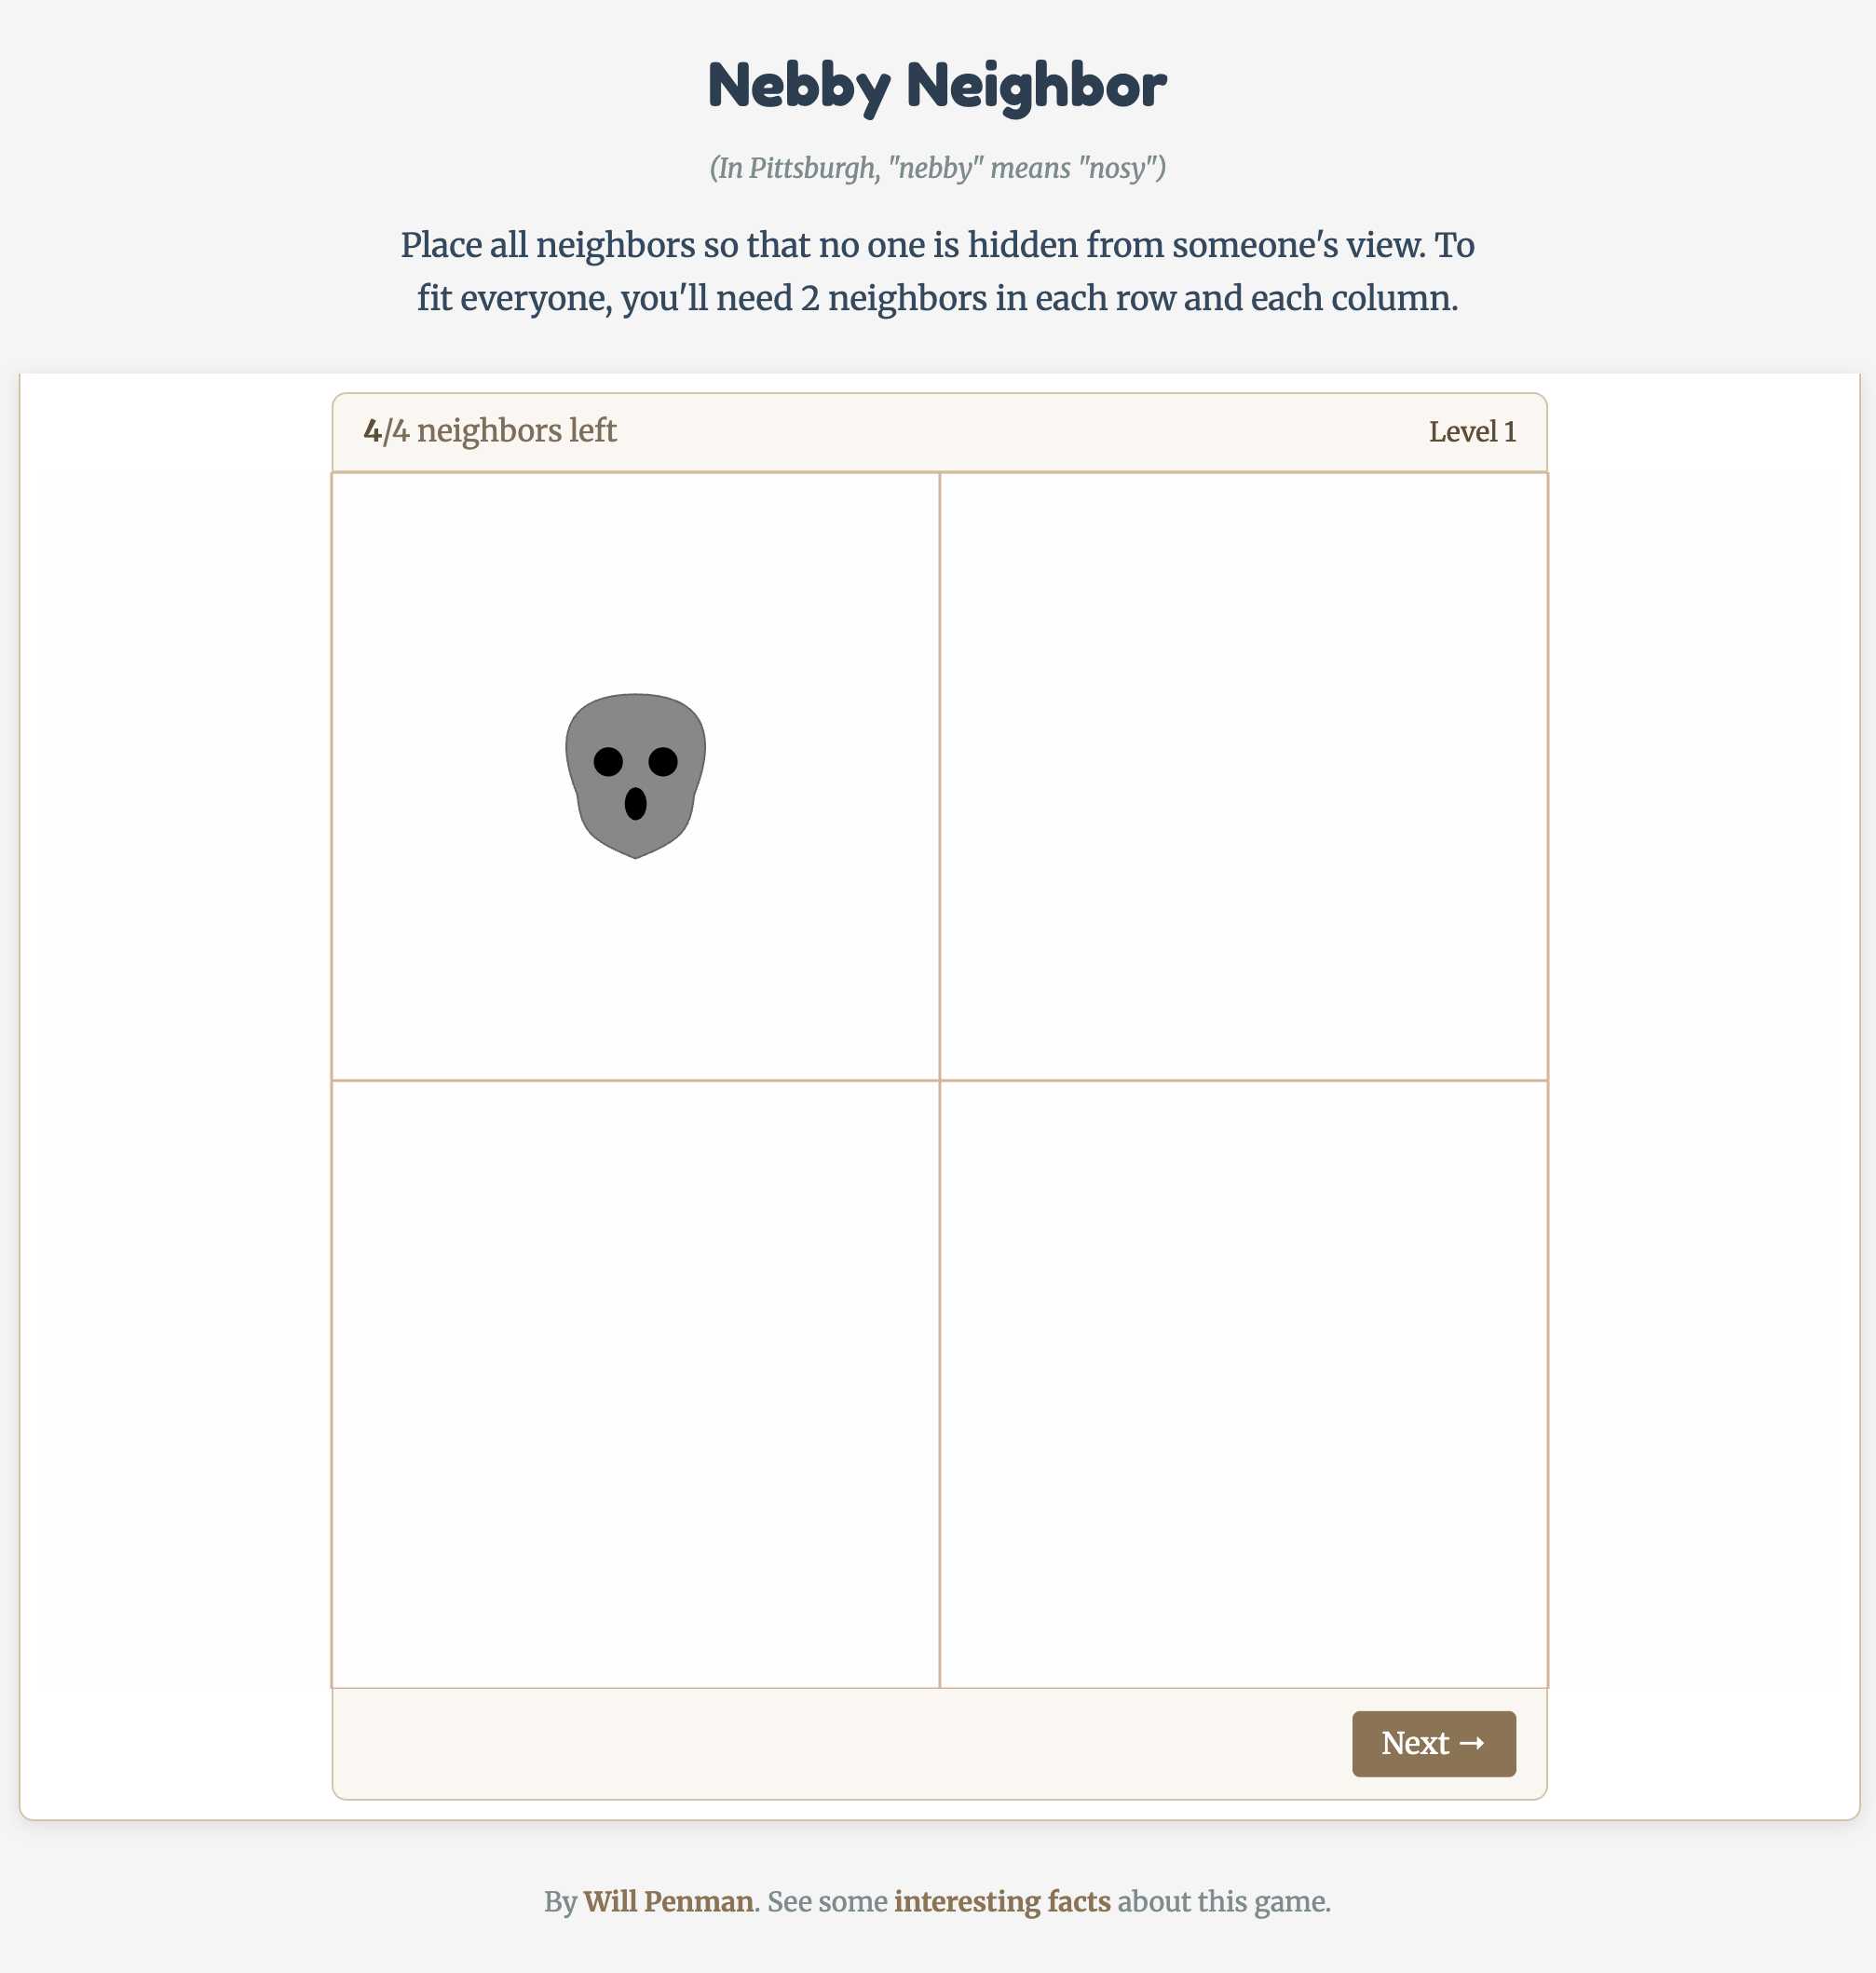 Nebby Neighbor
(In Pittsburgh, "nebby" means "nosy")
Place all neighbors so that no one is hidden from someone's view. To
fit everyone, you'll need 2 neighbors in each row and each column.
4/4 neighbors left
Level 1
Next →
By Will Penman. See some interesting facts about this game.